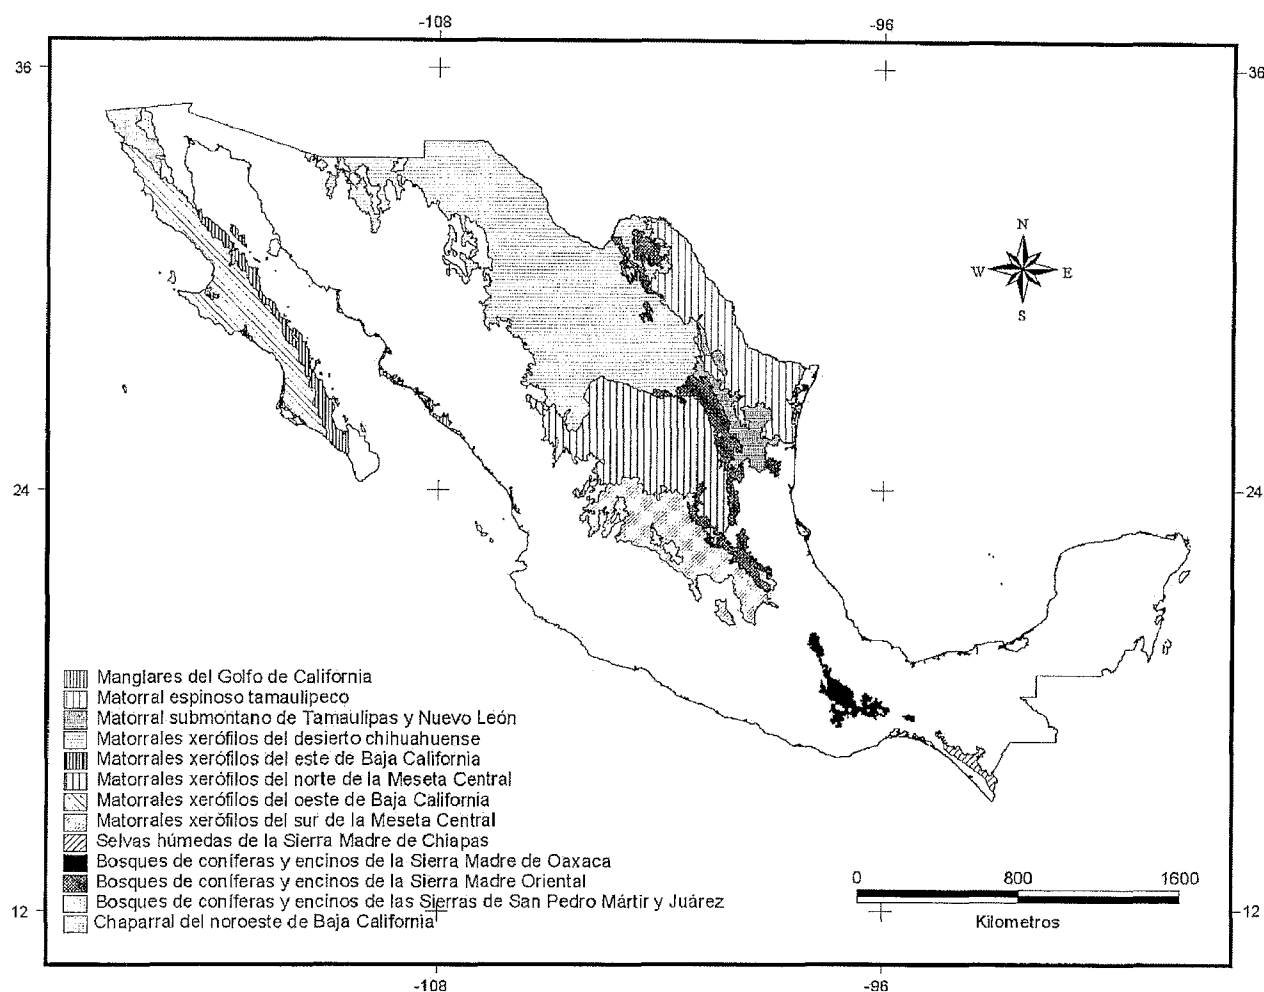 -108 -96
36 36
N
W E
S
24 24
Manglares del Golfo de California
Matorral espinoso tamaulipeco
Matorral submontano de Tamaulipas y Nuevo León
Matorrales xerófilos del desierto chihuahuense
Matorrales xerófilos del este de Baja California
Matorrales xerófilos del norte de la Meseta Central
Matorrales xerófilos del oeste de Baja California
Matorrales xerófilos del sur de la Meseta Central
Selvas húmedas de la Sierra Madre de Chiapas
Bosques de coníferas y encinos de la Sierra Madre de Oaxaca
Bosques de coníferas y encinos de la Sierra Madre Oriental
Bosques de coníferas y encinos de las Sierras de San Pedro Mártir y Juárez
Chaparral del noroeste de Baja California
0 800 1600
Kilometros
12 12
-108 -96